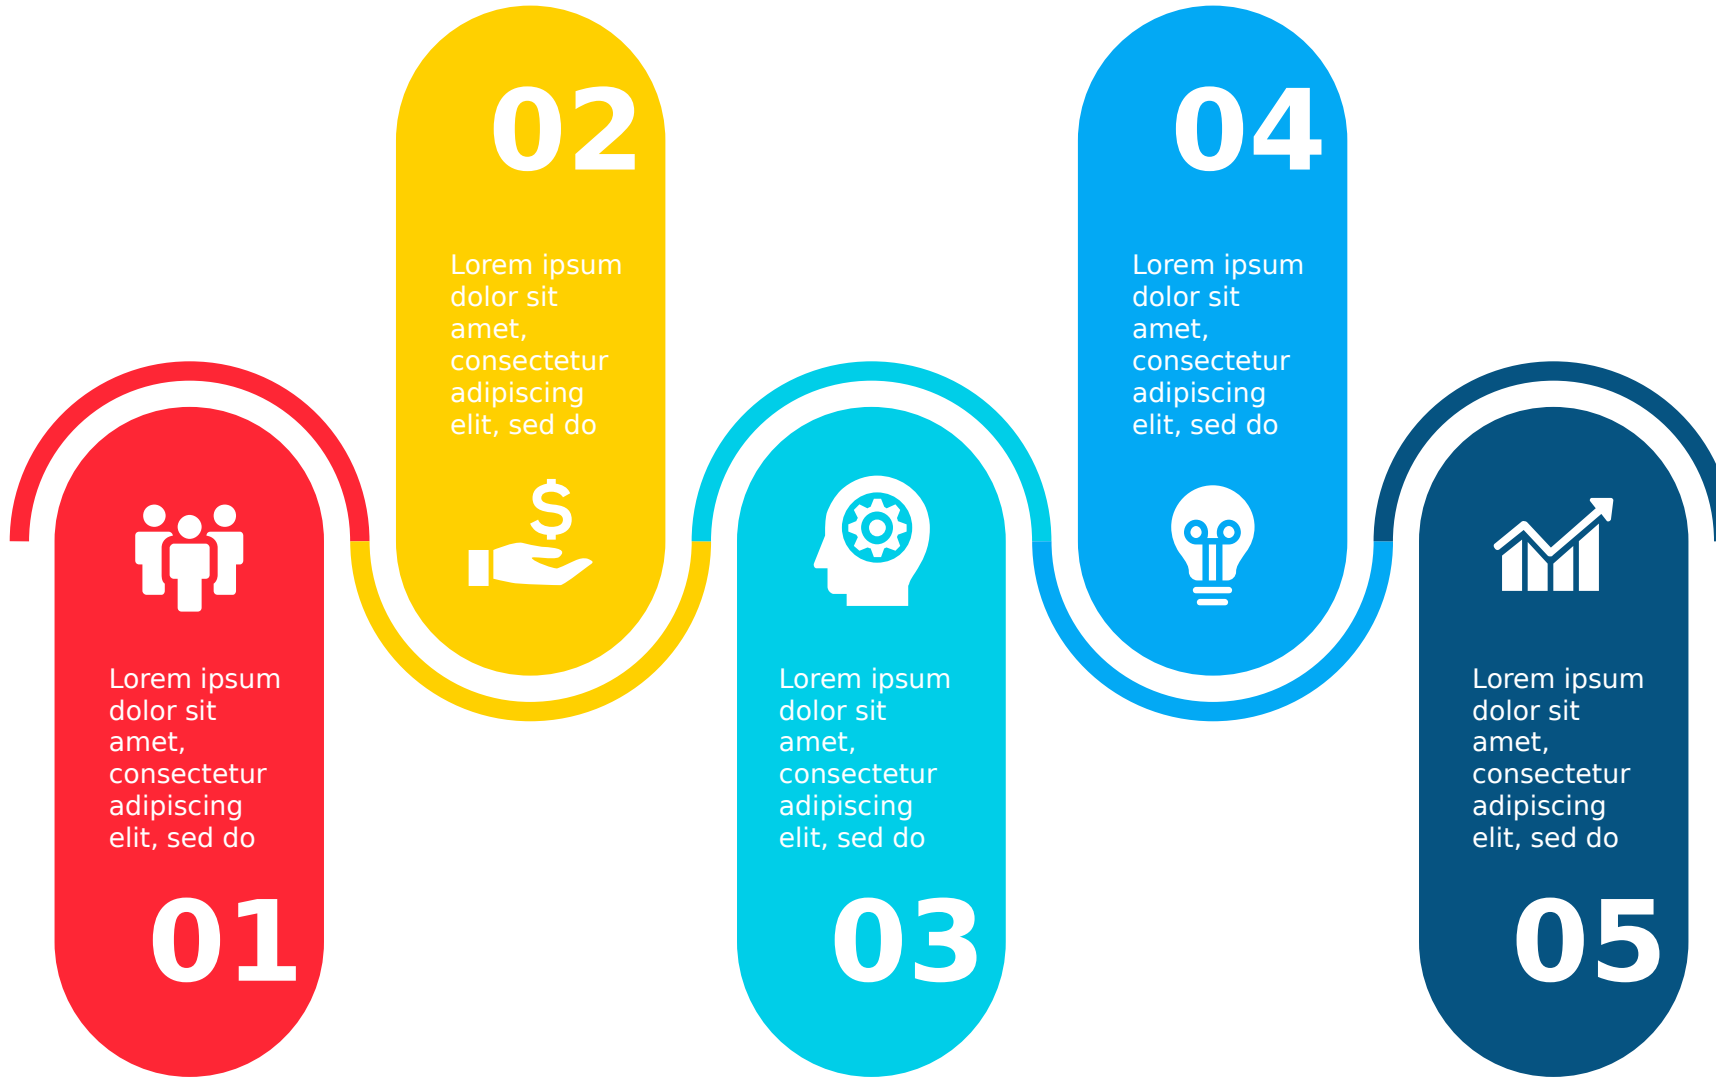 01
Lorem ipsum
dolor sit
amet,
consectetur
adipiscing
elit, sed do
02
Lorem ipsum
dolor sit
amet,
consectetur
adipiscing
elit, sed do
$
Lorem ipsum
dolor sit
amet,
consectetur
adipiscing
elit, sed do
03
04
Lorem ipsum
dolor sit
amet,
consectetur
adipiscing
elit, sed do
Lorem ipsum
dolor sit
amet,
consectetur
adipiscing
elit, sed do
05